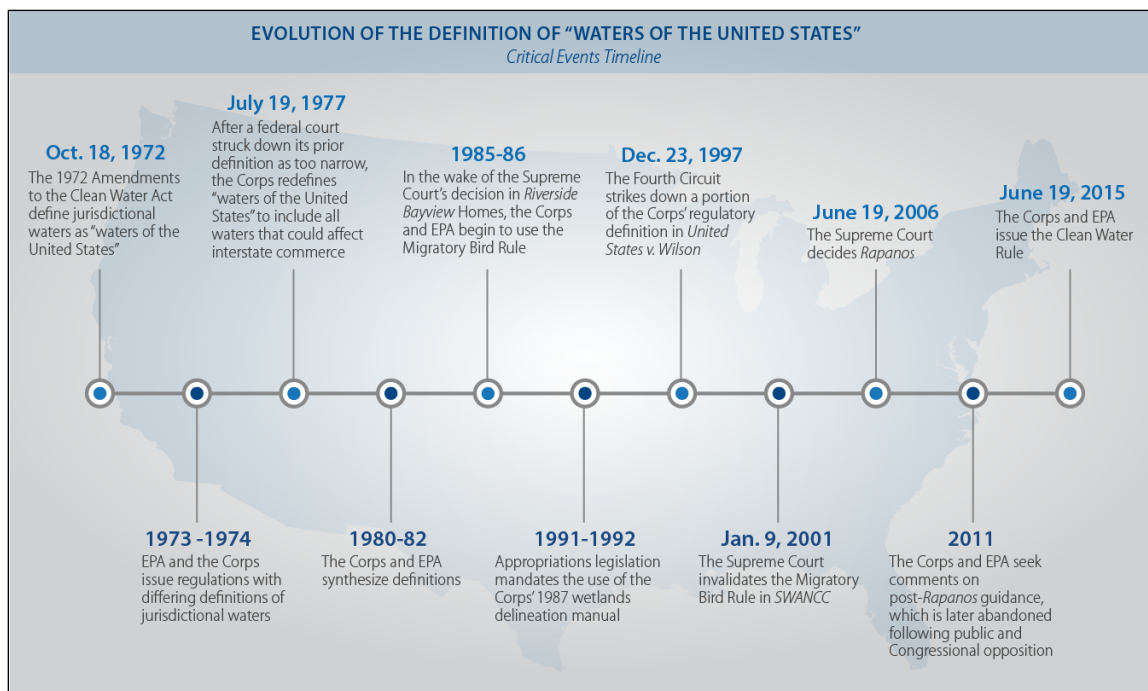 EVOLUTION OF THE DEFINITION OF “WATERS OF THE UNITED STATES”
Critical Events Timeline
Oct. 18, 1972
The 1972 Amendments
to the Clean Water Act
define jurisdictional
waters as “waters of the
United States”
July 19, 1977
After a federal court
struck down its prior
definition as too narrow,
the Corps redefines
“waters of the United
States” to include all
waters that could affect
interstate commerce
1985-86
In the wake of the Supreme
Court’s decision in Riverside
Bayview Homes, the Corps
and EPA begin to use the
Migratory Bird Rule
Dec. 23, 1997
The Fourth Circuit
strikes down a portion
of the Corps’ regulatory
definition in United
States v. Wilson
June 19, 2006
The Supreme Court
decides Rapanos
June 19, 2015
The Corps and EPA
issue the Clean Water
Rule
1973 -1974
EPA and the Corps
issue regulations with
differing definitions of
jurisdictional waters
1980-82
The Corps and EPA
synthesize definitions
1991-1992
Appropriations legislation
mandates the use of the
Corps’ 1987 wetlands
delineation manual
Jan. 9, 2001
The Supreme Court
invalidates the Migratory
Bird Rule in SWANCC
2011
The Corps and EPA seek
comments on
post-Rapanos guidance,
which is later abandoned
following public and
Congressional opposition